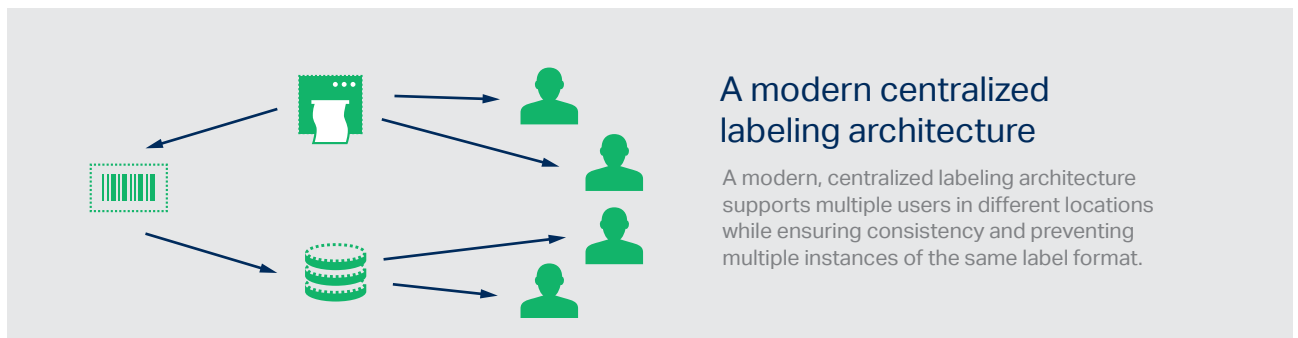 A modern centralized
labeling architecture
A modern, centralized labeling architecture
supports multiple users in different locations
while ensuring consistency and preventing
multiple instances of the same label format.